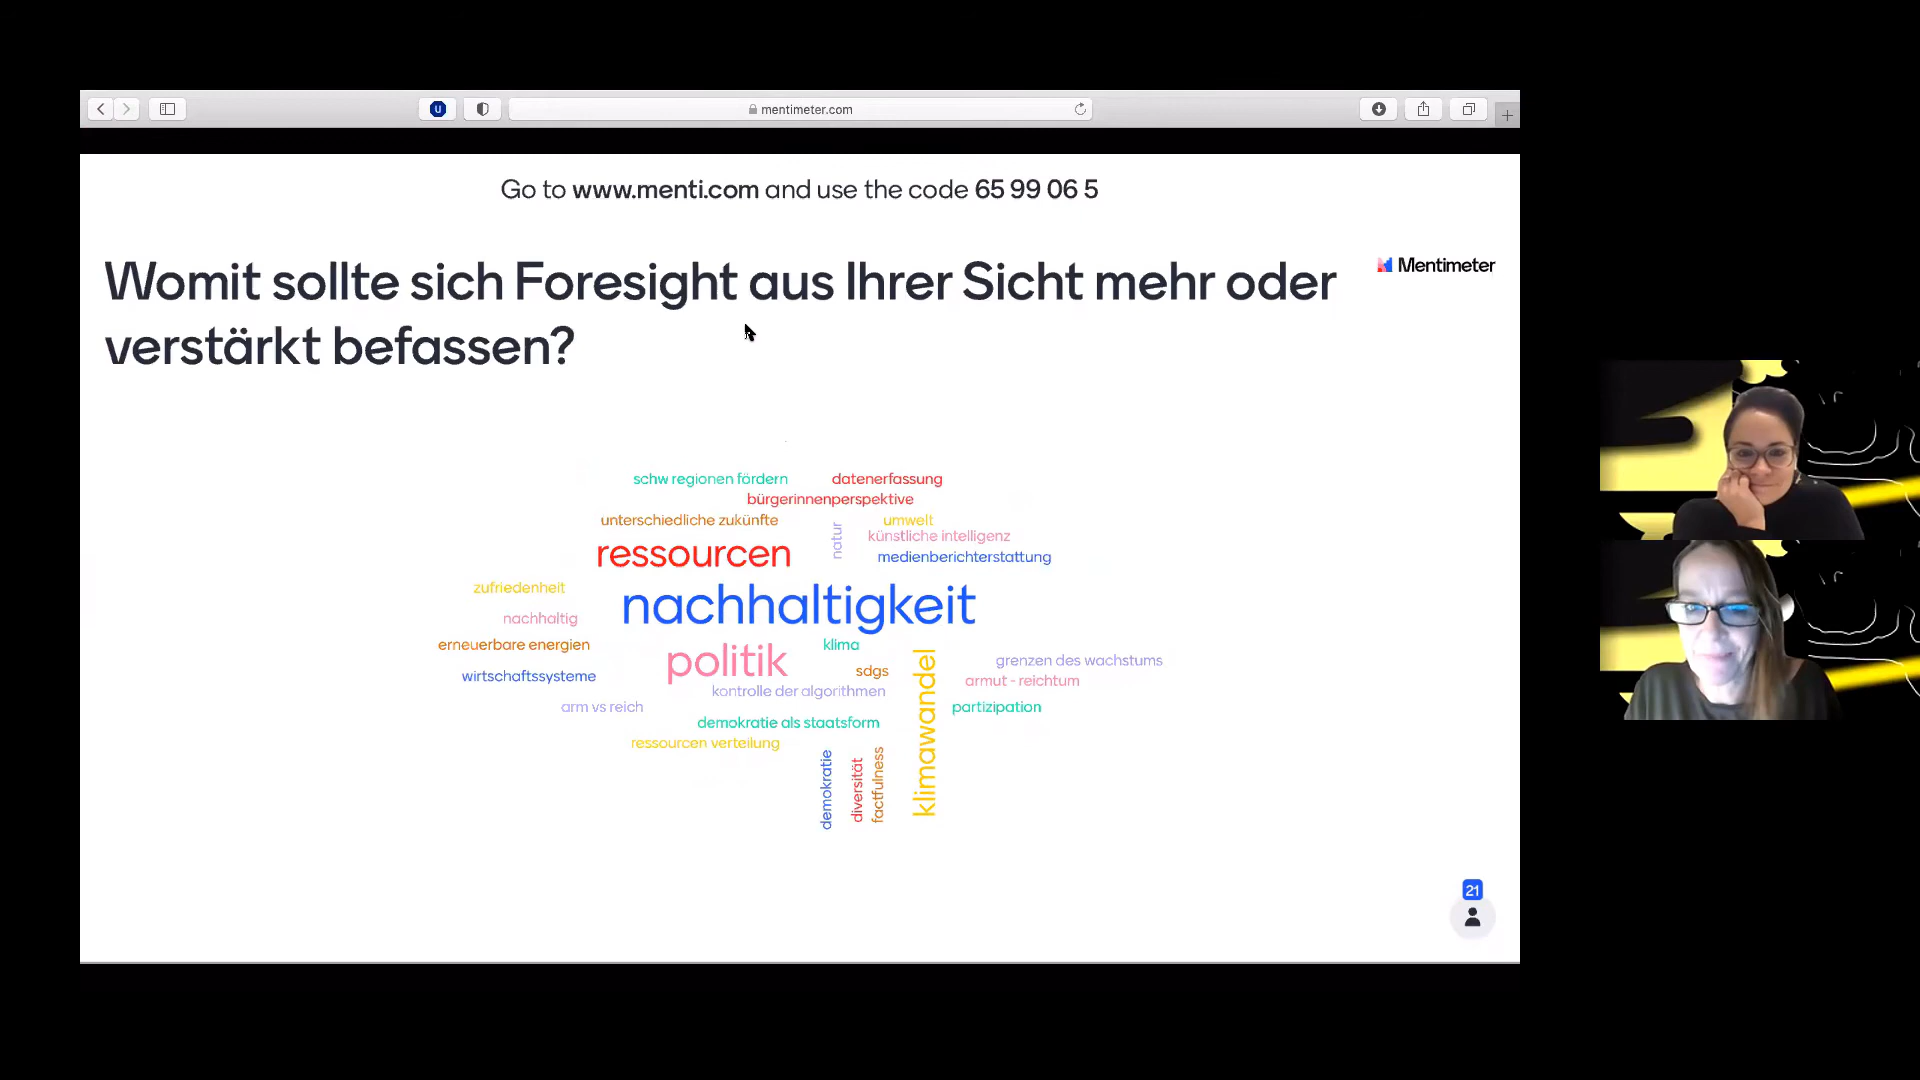 mentimeter.com
Go to www.menti.com and use the code 65 99 06 5
Womit sollte sich Foresight aus Ihrer Sicht mehr oder
verstärkt befassen?
Mentimeter
schw regionen fördern
datenerfassung
bürgerinnenperspektive
unterschiedliche zukünfte
umwelt
natur
künstliche intelligenz
ressourcen
medienberichterstattung
zufriedenheit
nachhaltigkeit
nachhaltig
erneuerbare energien
politik
klima
grenzen des wachstums
sdgs
wirtschaftssysteme
armut - reichtum
kontrolle der algorithmen
klimawandel
arm vs reich
partizipation
demokratie als staatsform
ressourcen verteilung
demokratie
diversität
factfulness
21